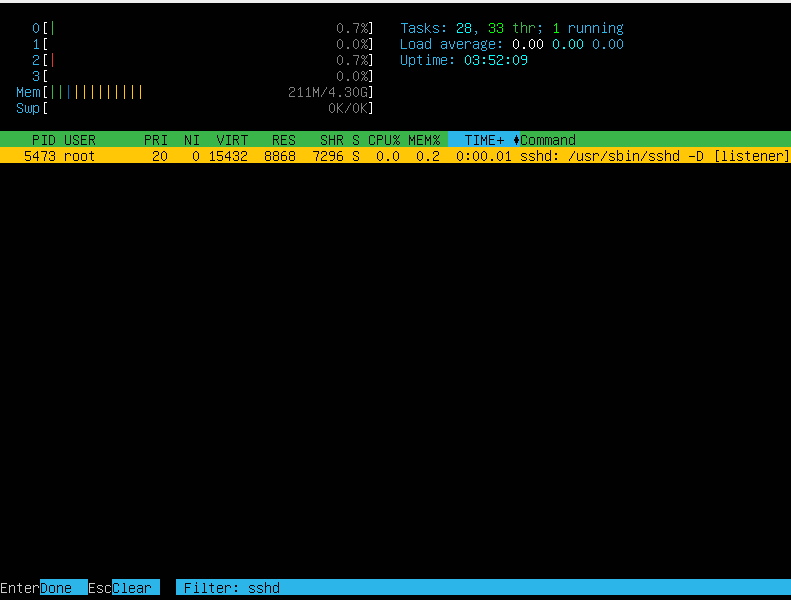 0[| 0.7%] Tasks: 28, 33 thr; 1 running
1[ 0.0%] Load average: 0.00 0.00 0.00
2[| 0.7%] Uptime: 03:52:09
3[ 0.0%]
Mem[|||||||||||| 211M/4.30G]
Swp[ 0K/0K]
PID USER PRI NI VIRT RES SHR S CPU% MEM% TIME+ Command
5473 root 20 0 15432 8868 7296 S 0.0 0.2 0:00.01 sshd: /usr/sbin/sshd -D [listener]
EnterDone EscClear Filter: sshd